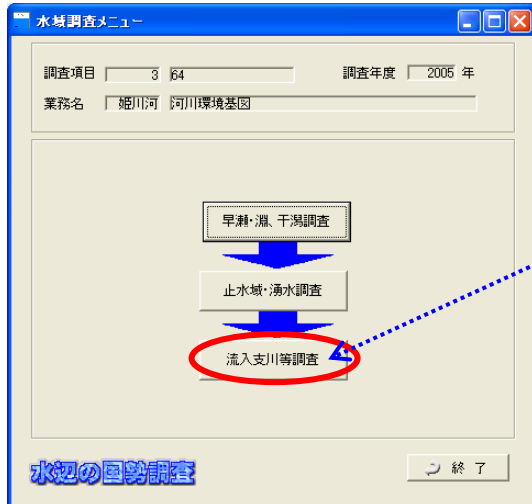 水域調査メニュー
調査項目 3 64 調査年度 2005 年
業務名 姫川河 河川環境基図
早瀬・淵、干潟調査
止水域・湧水調査
流入支川等調査
水辺の国勢調査
終 了